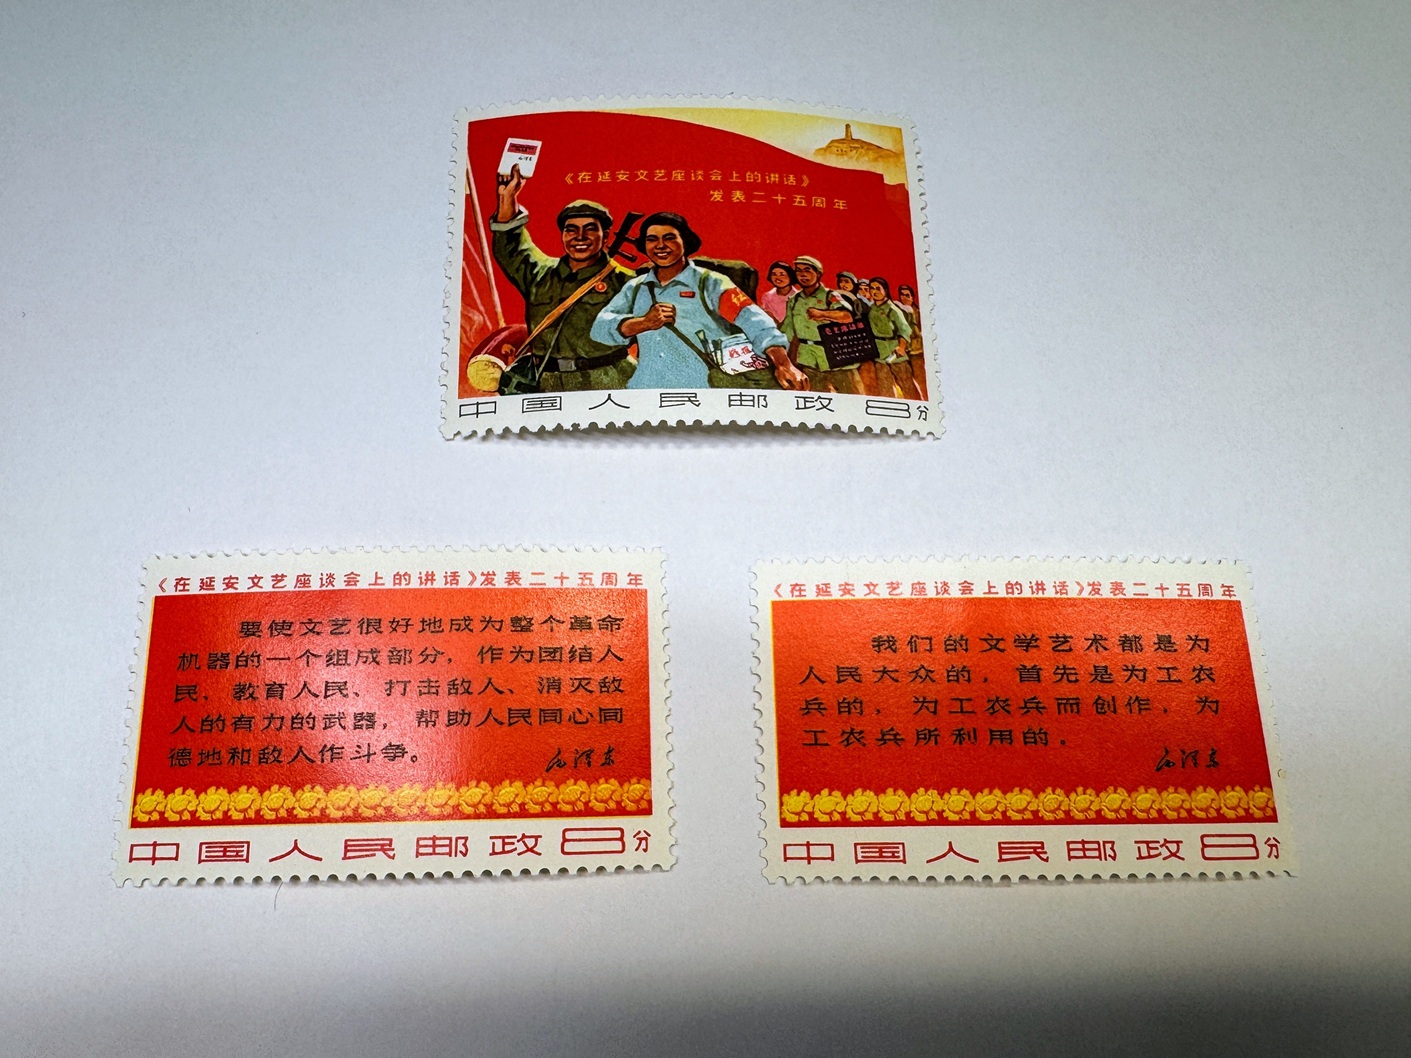 《在延安文艺座谈会上的讲话》
发表二十五周年
中国人民邮政 8分
《在延安文艺座谈会上的讲话》发表二十五周年
要使文艺很好地成为整个革命
机器的一个组成部分，作为团结人
民、教育人民、打击敌人、消灭敌
人的有力的武器，帮助人民同心同
德地和敌人作斗争。
毛泽东
中国人民邮政8分
《在延安文艺座谈会上的讲话》发表二十五周年
我们的文学艺术都是为
人民大众的，首先是为工农
兵的，为工农兵而创作，为
工农兵所利用的．
毛泽东
中国人民邮政8分